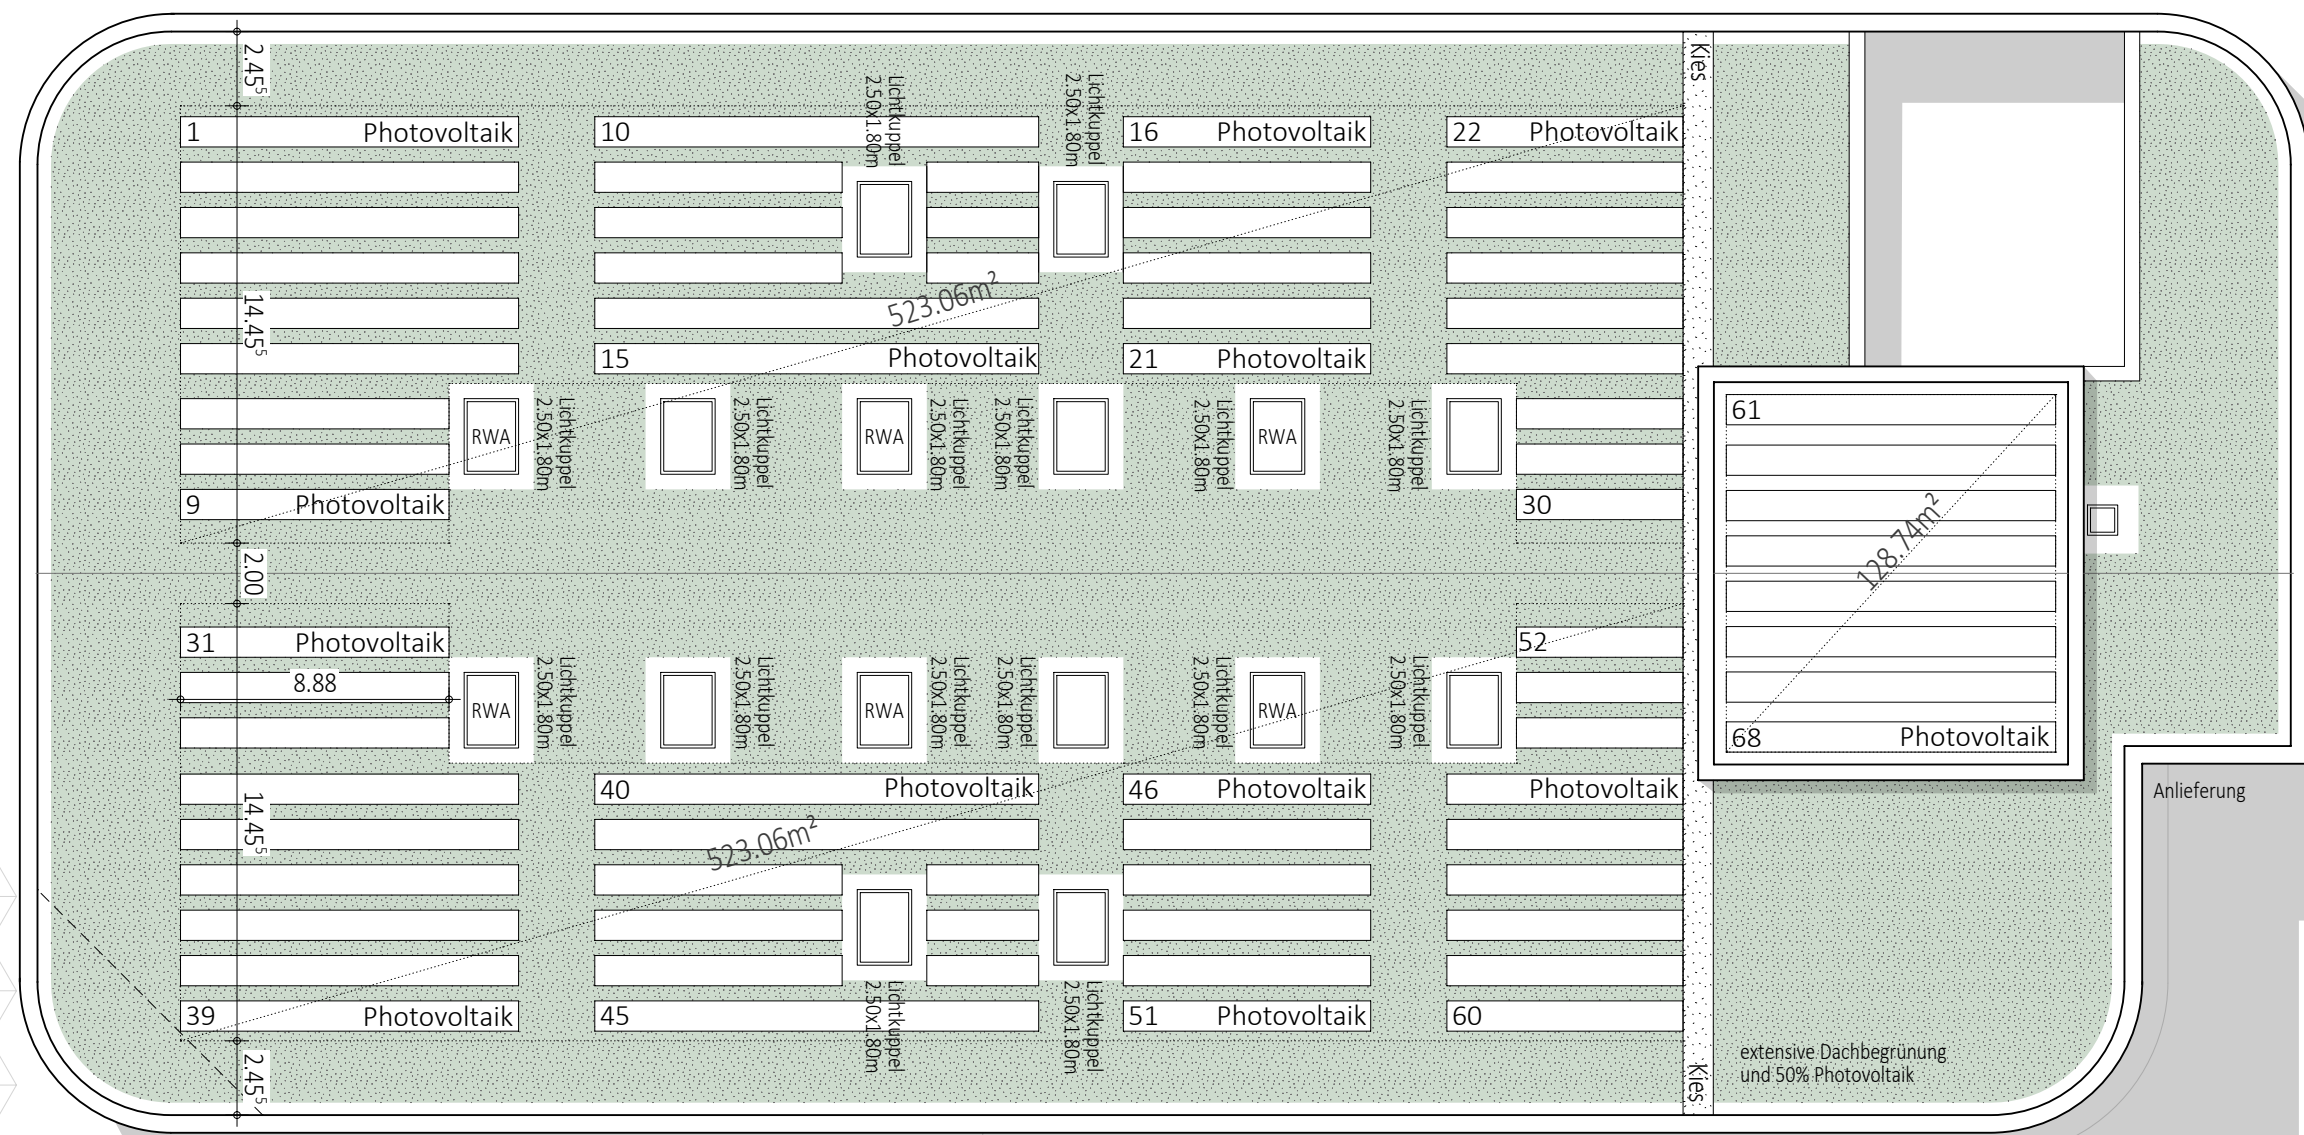 2.45⁵
Lichtkuppel
2.50x1.80m
Lichtkuppel
2.50x1.80m
Kies
1 Photovoltaik
10
16 Photovoltaik
22 Photovoltaik
523.06m²
14.45⁵
15 Photovoltaik
21 Photovoltaik
RWA
Lichtkuppel
2.50x1.80m
Lichtkuppel
2.50x1.80m
RWA
Lichtkuppel
2.50x1.80m
Lichtkuppel
2.50x1.80m
Lichtkuppel
2.50x1.80m
RWA
Lichtkuppel
2.50x1.80m
61
9 Photovoltaik
30
128.74m²
2.00
31 Photovoltaik
52
8.88
RWA
Lichtkuppel
2.50x1.80m
Lichtkuppel
2.50x1.80m
RWA
Lichtkuppel
2.50x1.80m
Lichtkuppel
2.50x1.80m
Lichtkuppel
2.50x1.80m
RWA
Lichtkuppel
2.50x1.80m
68 Photovoltaik
40 Photovoltaik
46 Photovoltaik
Photovoltaik
Anlieferung
14.45⁵
523.06m²
39 Photovoltaik
45
51 Photovoltaik
60
Lichtkuppel
2.50x1.80m
Lichtkuppel
2.50x1.80m
2.45⁵
Kies
extensive Dachbegrünung
und 50% Photovoltaik